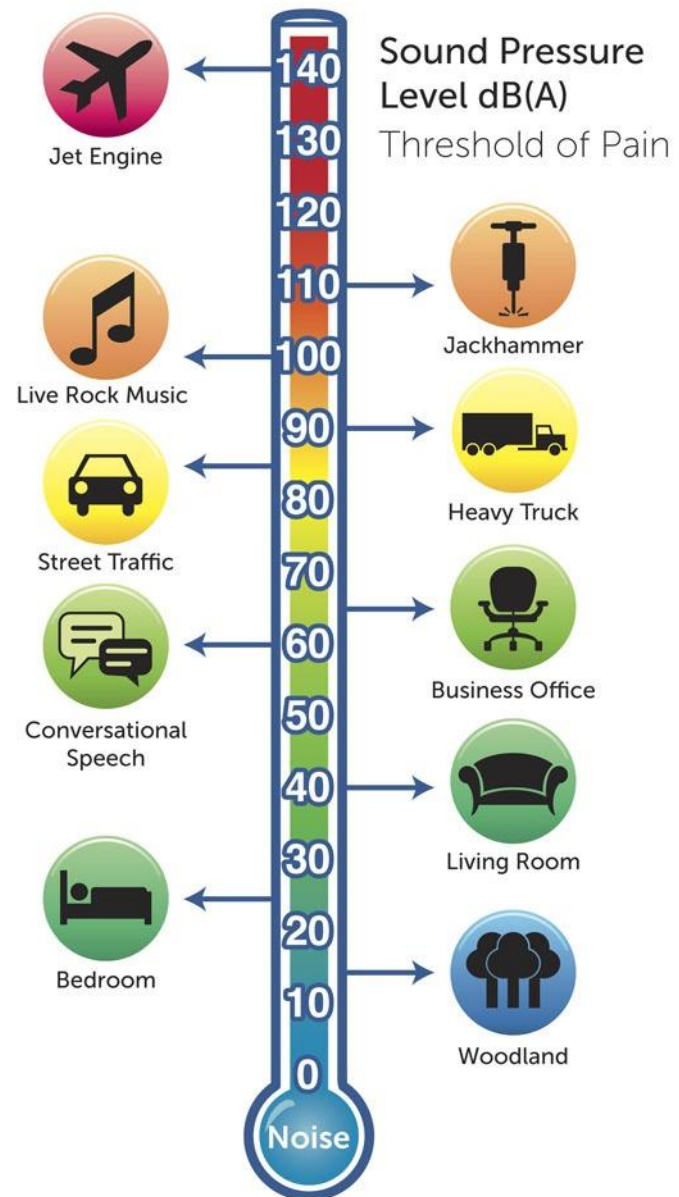 Sound Pressure
Level dB(A)
Threshold of Pain
140
130
120
110
100
90
80
70
60
50
40
30
20
10
0
Noise
Jet Engine
Jackhammer
Live Rock Music
Heavy Truck
Street Traffic
Business Office
Conversational
Speech
Living Room
Bedroom
Woodland